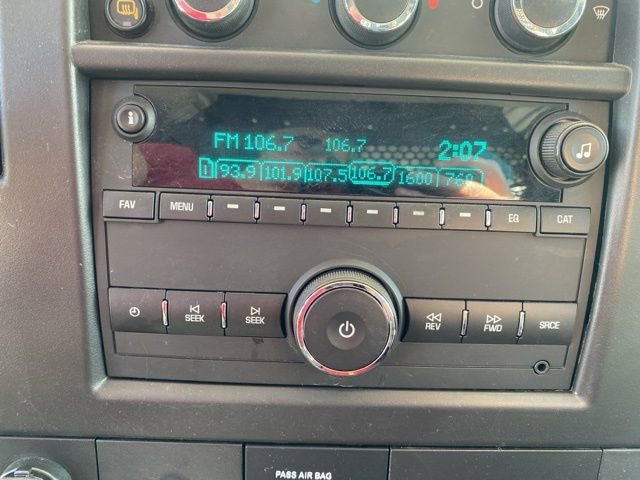 FM 106.7 106.7 2:07
1 93.9 101.9 107.5 106.7 1600 760
FAV MENU EQ CAT
SEEK SEEK REV FWD SRCE
PASS AIR BAG